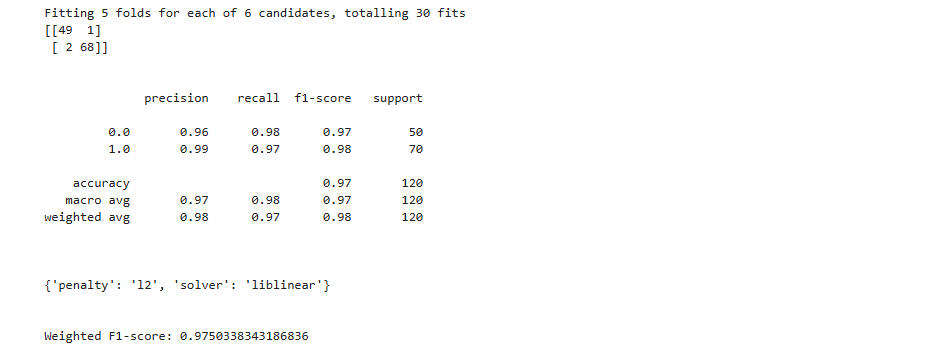 Fitting 5 folds for each of 6 candidates, totalling 30 fits
[[49  1]
 [ 2 68]]
              precision    recall  f1-score   support
         0.0       0.96      0.98      0.97        50
         1.0       0.99      0.97      0.98        70
    accuracy                           0.97       120
   macro avg       0.97      0.98      0.97       120
weighted avg       0.98      0.97      0.98       120
{'penalty': 'l2', 'solver': 'liblinear'}
Weighted F1-score: 0.9750338343186836